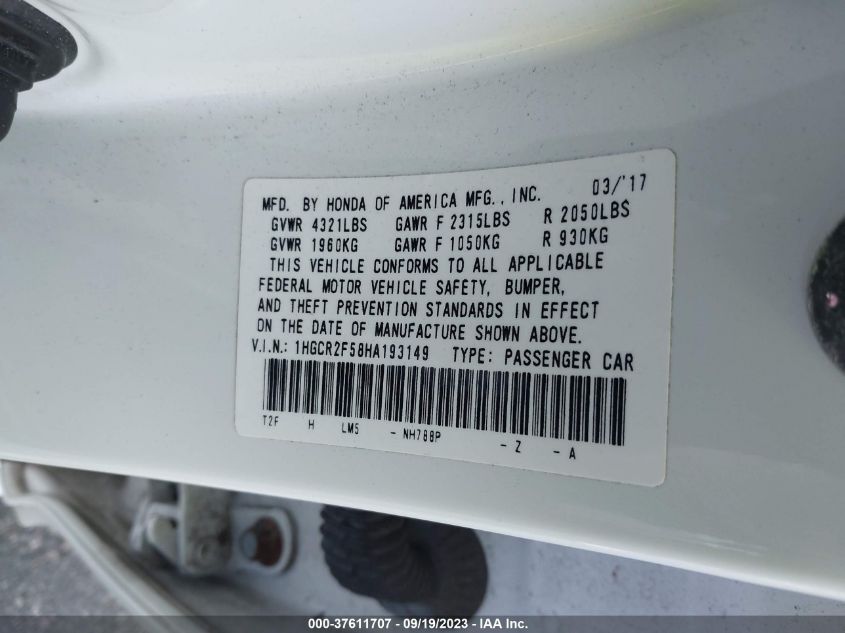 MFD. BY HONDA OF AMERICA MFG., INC. 03/'17
GVWR 4321LBS GAWR F 2315LBS R 2050LBS
GVWR 1960KG GAWR F 1050KG R 930KG
THIS VEHICLE CONFORMS TO ALL APPLICABLE
FEDERAL MOTOR VEHICLE SAFETY, BUMPER,
AND THEFT PREVENTION STANDARDS IN EFFECT
ON THE DATE OF MANUFACTURE SHOWN ABOVE.
V.I.N.: 1HGCR2F58HA193149 TYPE: PASSENGER CAR
T2F H LM5 - NH788P - Z - A
000-37611707 - 09/19/2023 - IAA Inc.